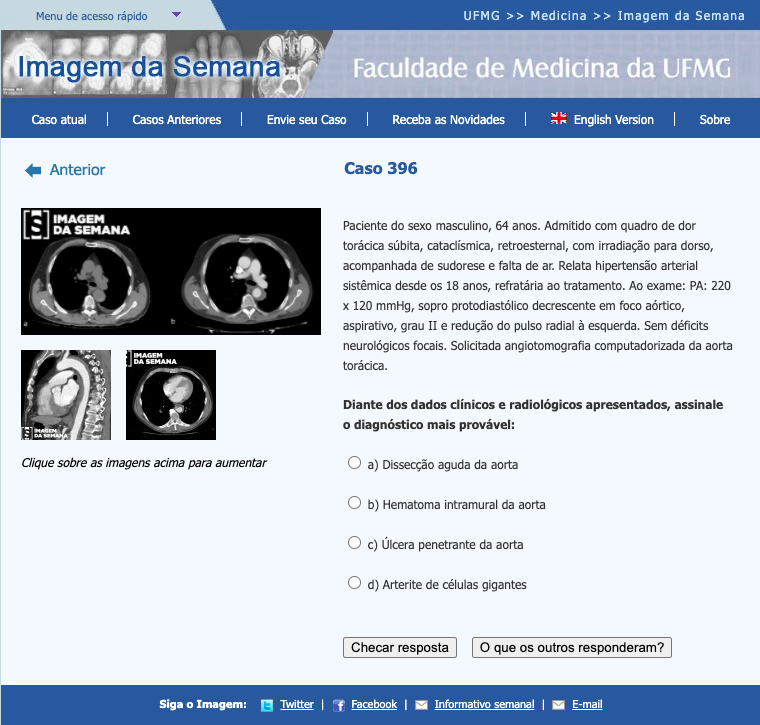 Menu de acesso rápido
UFMG >> Medicina >> Imagem da Semana
Imagem da Semana
Faculdade de Medicina da UFMG
Caso atual
Casos Anteriores
Envie seu Caso
Receba as Novidades
English Version
Sobre
Anterior
Caso 396
IMAGEM
DA SEMANA
IMAGEM
DA SEMANA
IMAGEM
DA SEMANA
Clique sobre as imagens acima para aumentar
Paciente do sexo masculino, 64 anos. Admitido com quadro de dor
torácica súbita, cataclísmica, retroesternal, com irradiação para dorso,
acompanhada de sudorese e falta de ar. Relata hipertensão arterial
sistêmica desde os 18 anos, refratária ao tratamento. Ao exame: PA: 220
x 120 mmHg, sopro protodiastólico decrescente em foco aórtico,
aspirativo, grau II e redução do pulso radial à esquerda. Sem déficits
neurológicos focais. Solicitada angiotomografia computadorizada da aorta
torácica.
Diante dos dados clínicos e radiológicos apresentados, assinale
o diagnóstico mais provável:
a) Dissecção aguda da aorta
b) Hematoma intramural da aorta
c) Úlcera penetrante da aorta
d) Arterite de células gigantes
Checar resposta
O que os outros responderam?
Siga o Imagem: Twitter | Facebook | Informativo semanal | E-mail